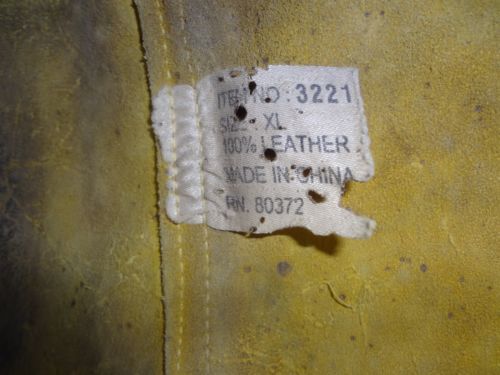 ITEM NO : 3221
SIZE : XL
100% LEATHER
MADE IN CHINA
RN. 80372